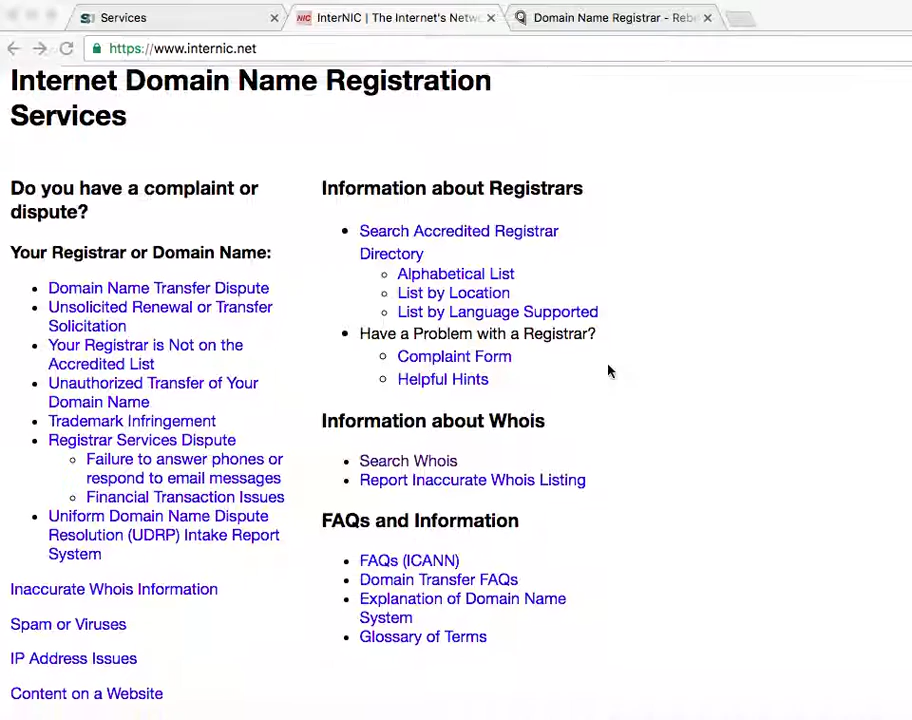 Services
InterNIC | The Internet's Netw
Domain Name Registrar - Reb
https://www.internic.net
Internet Domain Name Registration
Services
Do you have a complaint or
dispute?
Your Registrar or Domain Name:
Domain Name Transfer Dispute
Unsolicited Renewal or Transfer
Solicitation
Your Registrar is Not on the
Accredited List
Unauthorized Transfer of Your
Domain Name
Trademark Infringement
Registrar Services Dispute
Failure to answer phones or
respond to email messages
Financial Transaction Issues
Uniform Domain Name Dispute
Resolution (UDRP) Intake Report
System
Inaccurate Whois Information
Spam or Viruses
IP Address Issues
Content on a Website
Information about Registrars
Search Accredited Registrar
Directory
Alphabetical List
List by Location
List by Language Supported
Have a Problem with a Registrar?
Complaint Form
Helpful Hints
Information about Whois
Search Whois
Report Inaccurate Whois Listing
FAQs and Information
FAQs (ICANN)
Domain Transfer FAQs
Explanation of Domain Name
System
Glossary of Terms